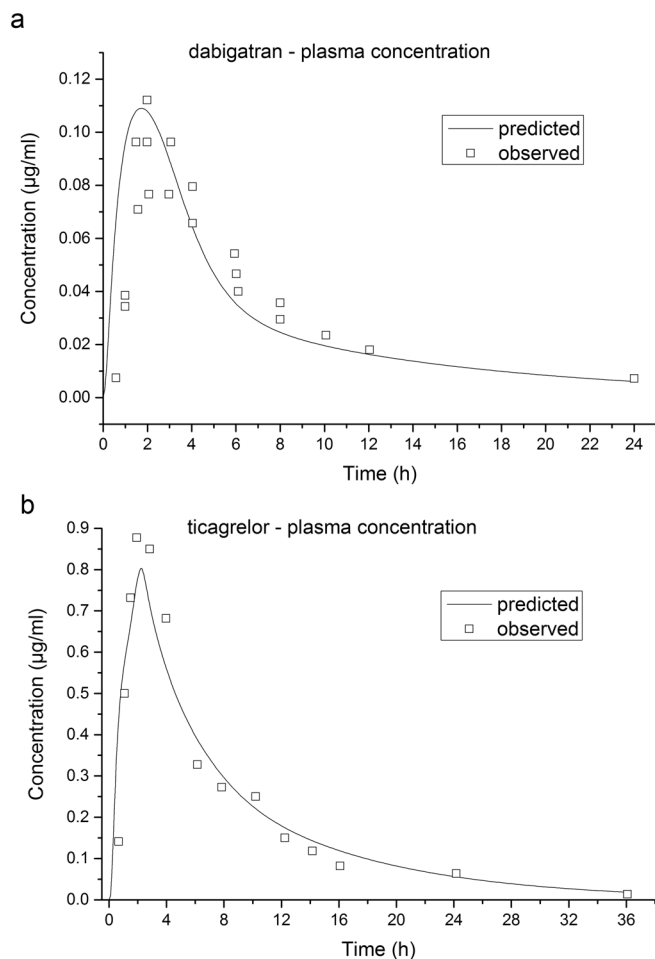 a
dabigatran - plasma concentration
0.12
0.10
0.08
0.06
0.04
0.02
0.00
Concentration (µg/ml)
predicted
observed
0 2 4 6 8 10 12 14 16 18 20 22 24
Time (h)
b
ticagrelor - plasma concentration
0.9
0.8
0.7
0.6
0.5
0.4
0.3
0.2
0.1
0.0
Concentration (µg/ml)
predicted
observed
0 4 8 12 16 20 24 28 32 36
Time (h)